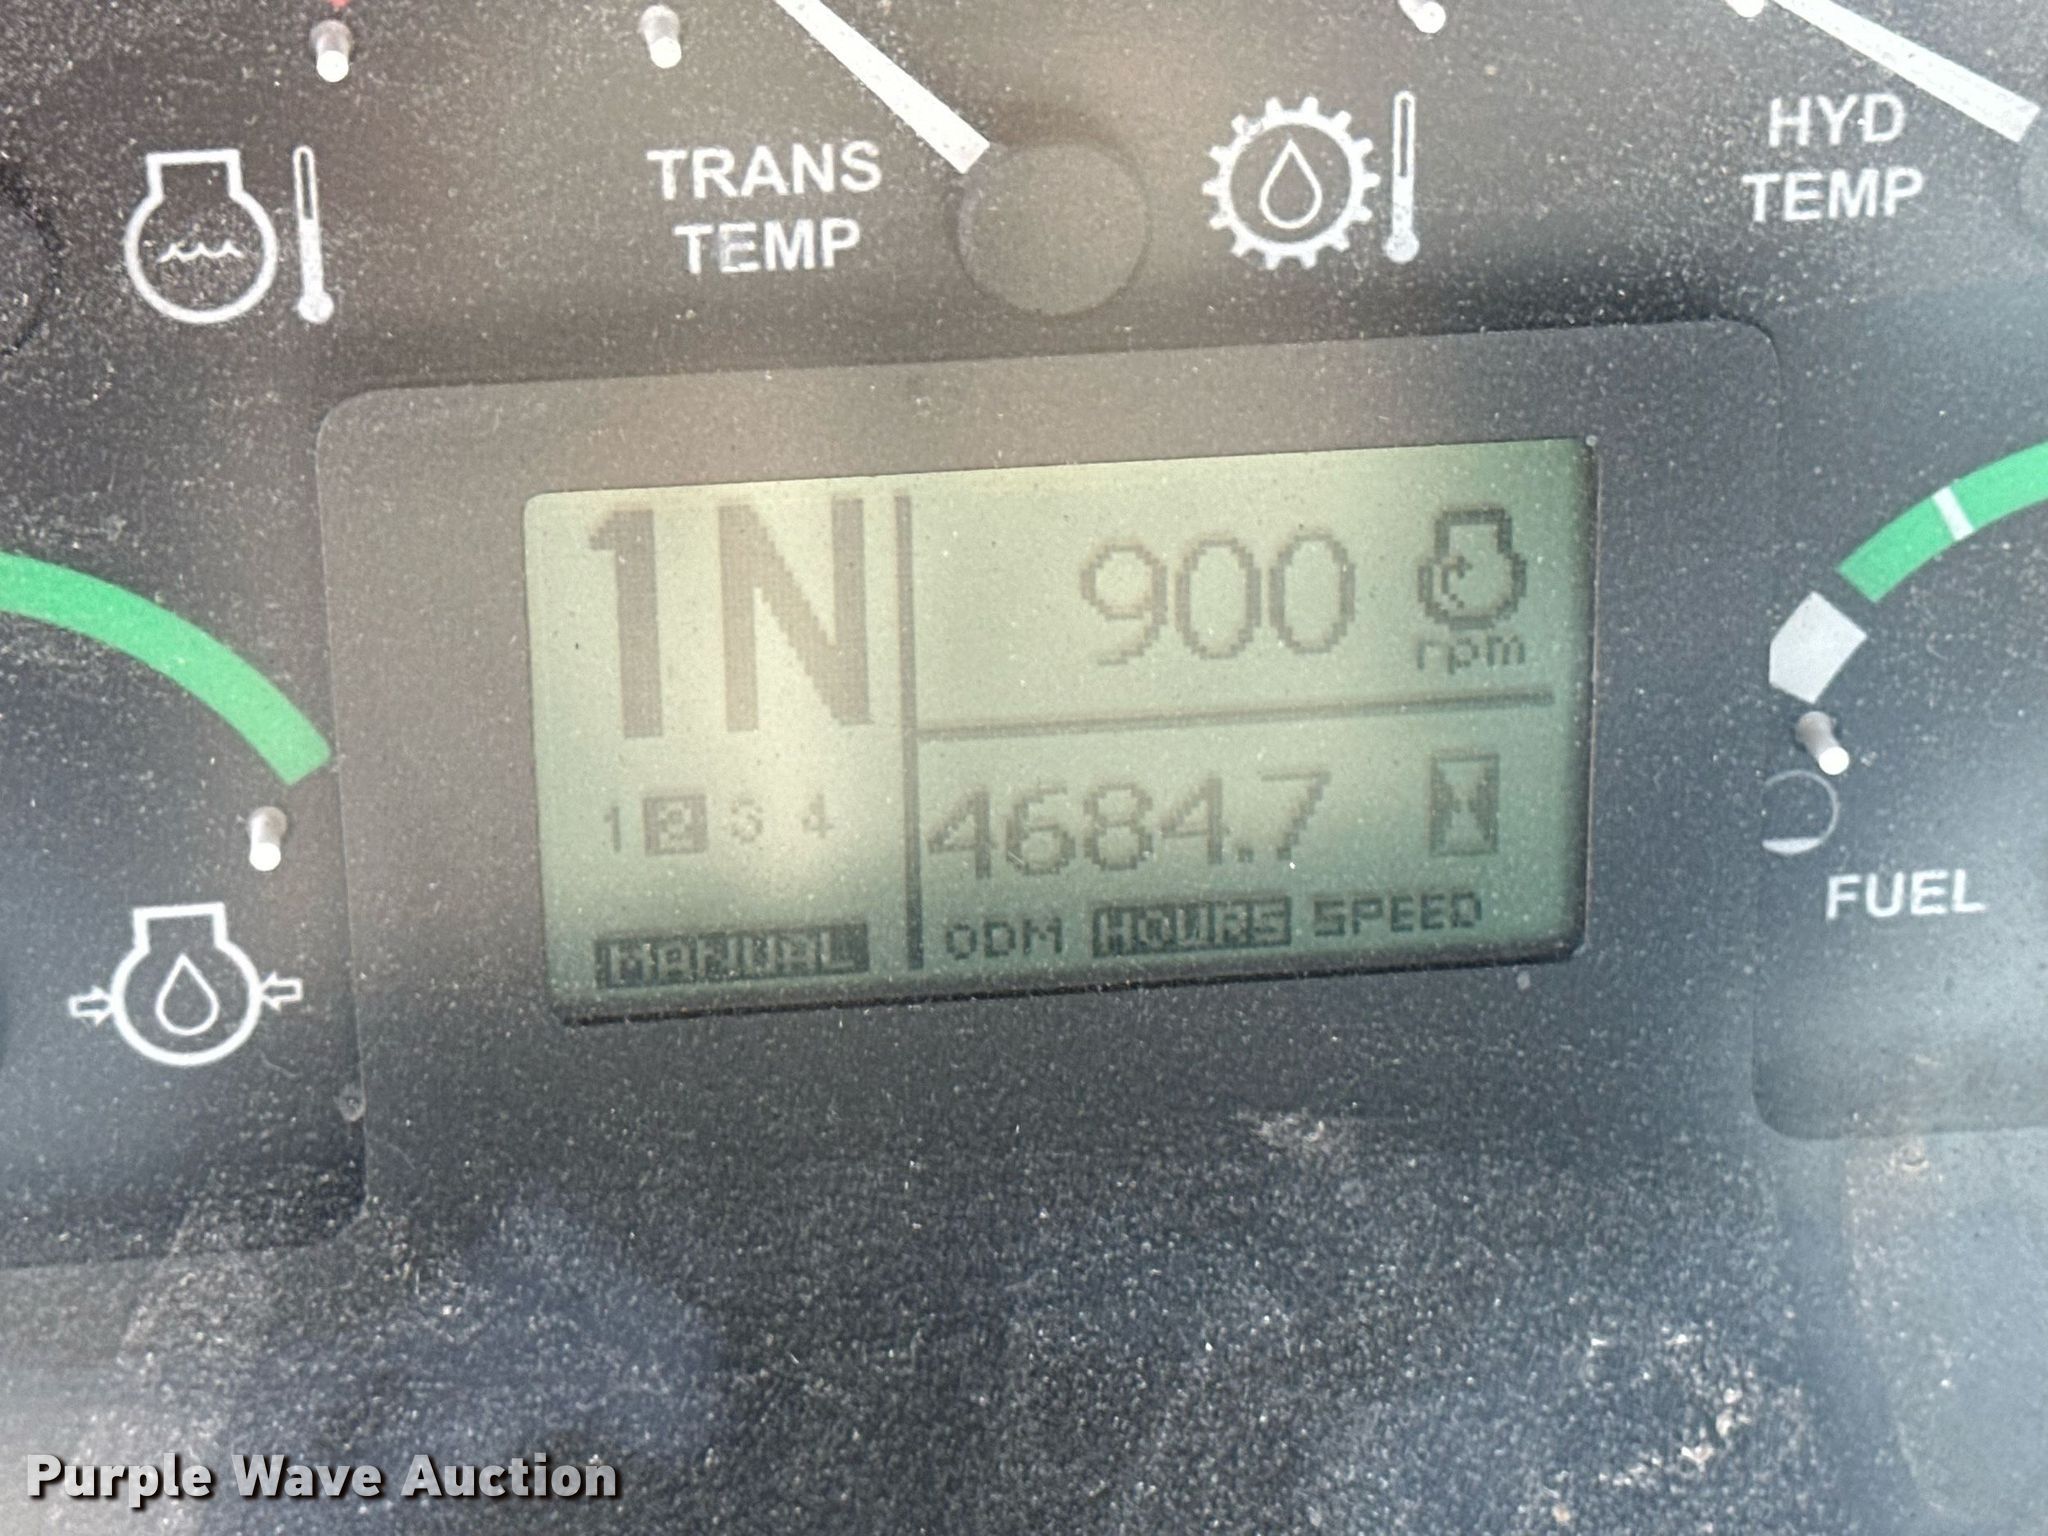 TRANS
TEMP
HYD
TEMP
1N
900
rpm
1 2 3 4
4684.7
MANUAL
ODM HOURS SPEED
FUEL
Purple Wave Auction